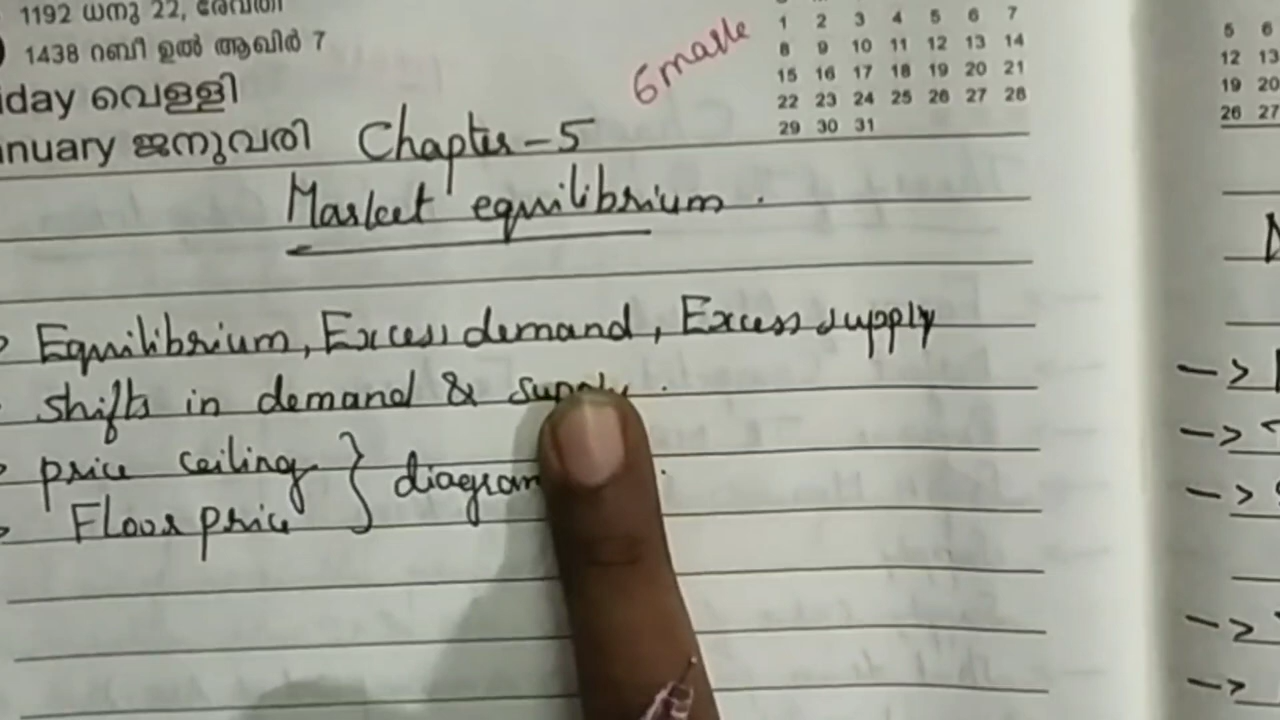 1192 ധനു 22, രേവതി
1438 റബീ ഉൽ ആഖിർ 7
iday വെള്ളി
nuary ജനുവരി
6 marke
1 2 3 4 5 6 7
8 9 10 11 12 13 14
15 16 17 18 19 20 21
22 23 24 25 26 27 28
29 30 31
Chapter-5
Market equilibrium.
Equilibrium, Excess demand, Excess supply
shifts in demand & supply.
price ceiling } diagram
Floor price
5 6
12 13
19 20
26 27